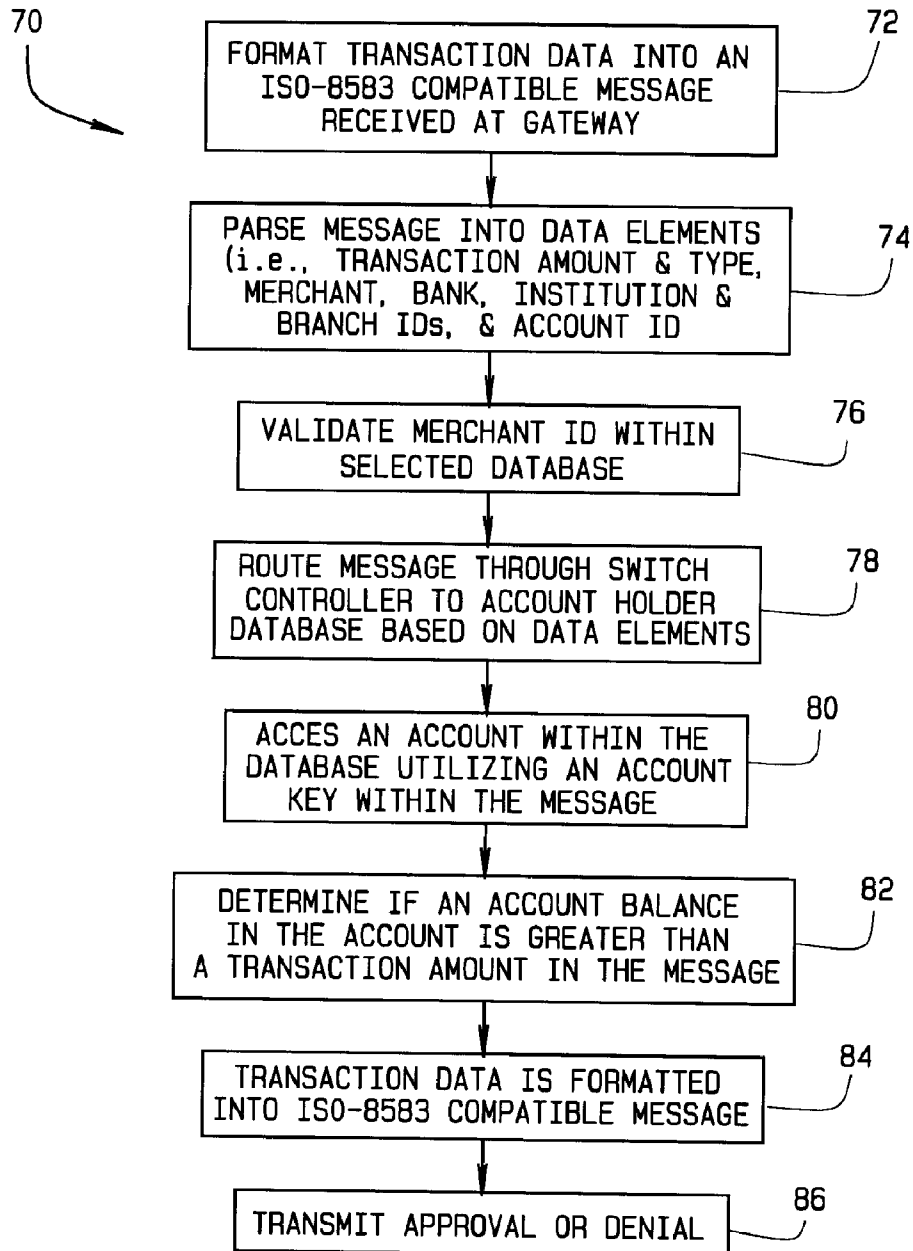 70
72
FORMAT TRANSACTION DATA INTO AN
ISO-8583 COMPATIBLE MESSAGE
RECEIVED AT GATEWAY
74
PARSE MESSAGE INTO DATA ELEMENTS
(i.e., TRANSACTION AMOUNT & TYPE,
MERCHANT, BANK, INSTITUTION &
BRANCH IDs, & ACCOUNT ID
76
VALIDATE MERCHANT ID WITHIN
SELECTED DATABASE
78
ROUTE MESSAGE THROUGH SWITCH
CONTROLLER TO ACCOUNT HOLDER
DATABASE BASED ON DATA ELEMENTS
80
ACCES AN ACCOUNT WITHIN THE
DATABASE UTILIZING AN ACCOUNT
KEY WITHIN THE MESSAGE
82
DETERMINE IF AN ACCOUNT BALANCE
IN THE ACCOUNT IS GREATER THAN
A TRANSACTION AMOUNT IN THE MESSAGE
84
TRANSACTION DATA IS FORMATTED
INTO ISO-8583 COMPATIBLE MESSAGE
86
TRANSMIT APPROVAL OR DENIAL